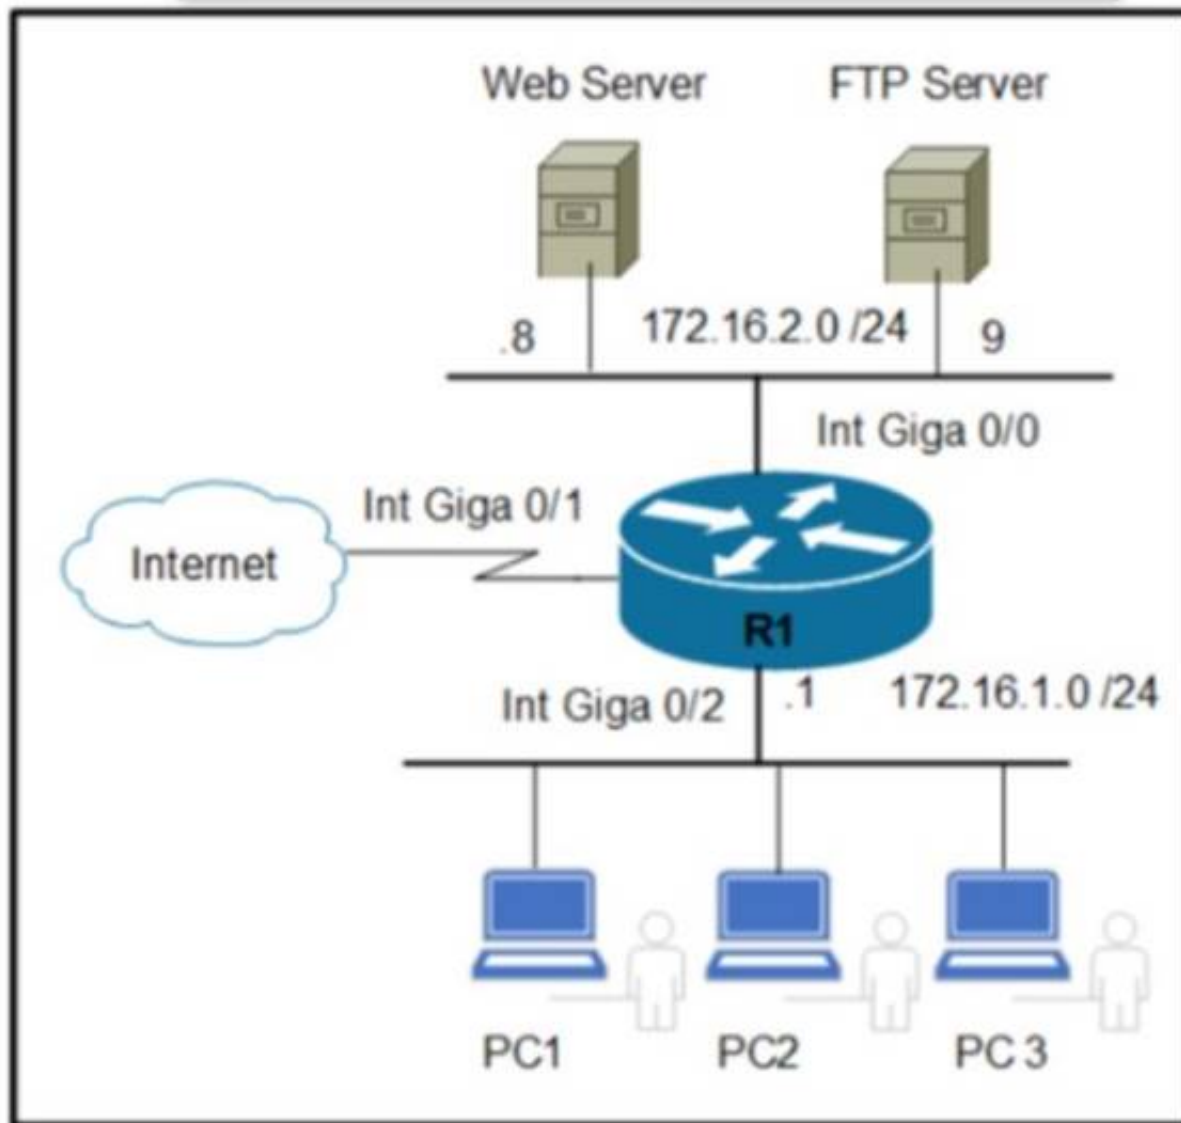 Web Server FTP Server
.8 172.16.2.0 /24 9
Int Giga 0/0
Int Giga 0/1
Internet
R1
Int Giga 0/2 .1 172.16.1.0 /24
PC1 PC2 PC 3